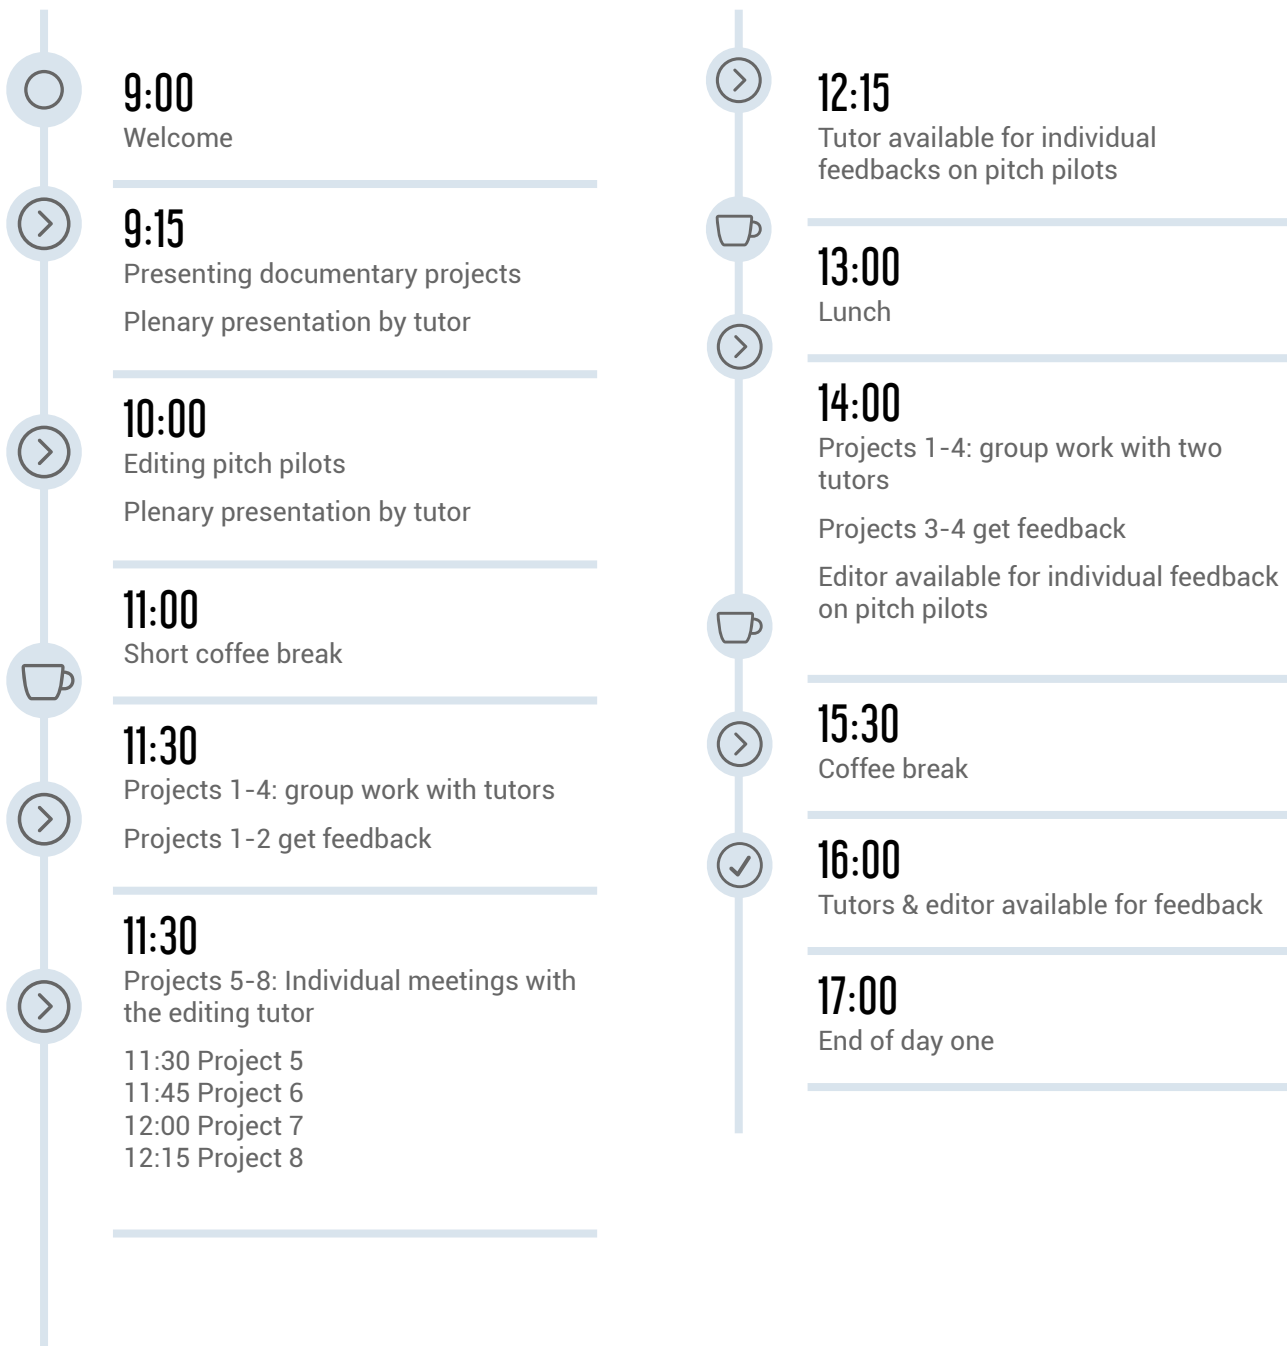 9:00
Welcome
9:15
Presenting documentary projects
Plenary presentation by tutor
10:00
Editing pitch pilots
Plenary presentation by tutor
11:00
Short coffee break
11:30
Projects 1-4: group work with tutors
Projects 1-2 get feedback
11:30
Projects 5-8: Individual meetings with
the editing tutor
11:30 Project 5
11:45 Project 6
12:00 Project 7
12:15 Project 8
12:15
Tutor available for individual
feedbacks on pitch pilots
13:00
Lunch
14:00
Projects 1-4: group work with two
tutors
Projects 3-4 get feedback
Editor available for individual feedback
on pitch pilots
15:30
Coffee break
16:00
Tutors & editor available for feedback
17:00
End of day one